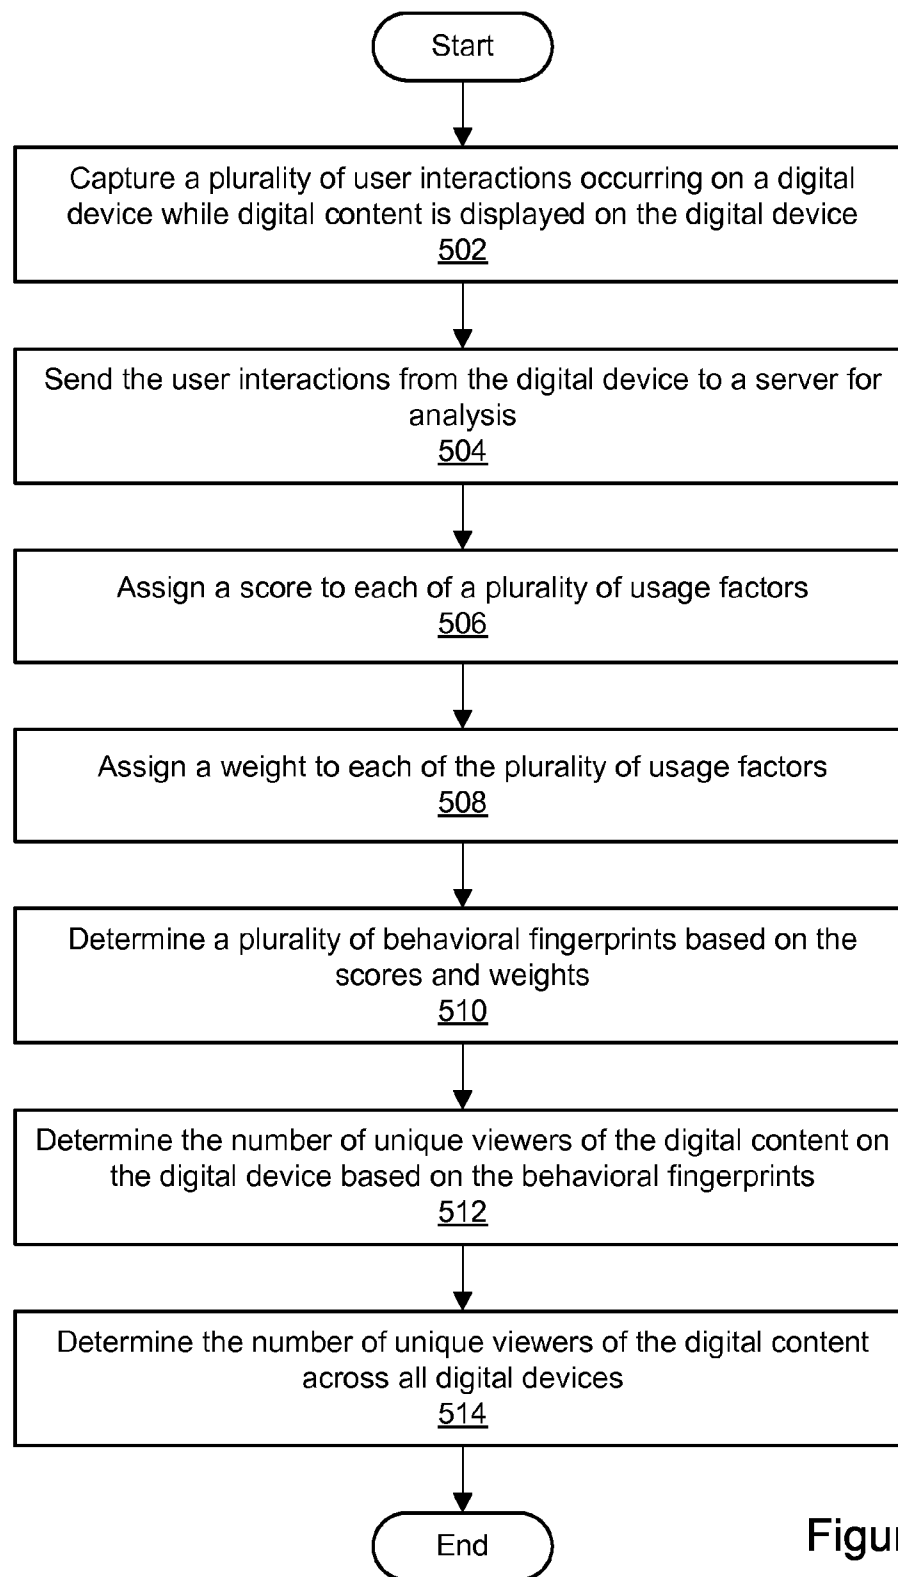 Start
Capture a plurality of user interactions occurring on a digital
device while digital content is displayed on the digital device
502
Send the user interactions from the digital device to a server for
analysis
504
Assign a score to each of a plurality of usage factors
506
Assign a weight to each of the plurality of usage factors
508
Determine a plurality of behavioral fingerprints based on the
scores and weights
510
Determine the number of unique viewers of the digital content on
the digital device based on the behavioral fingerprints
512
Determine the number of unique viewers of the digital content
across all digital devices
514
End